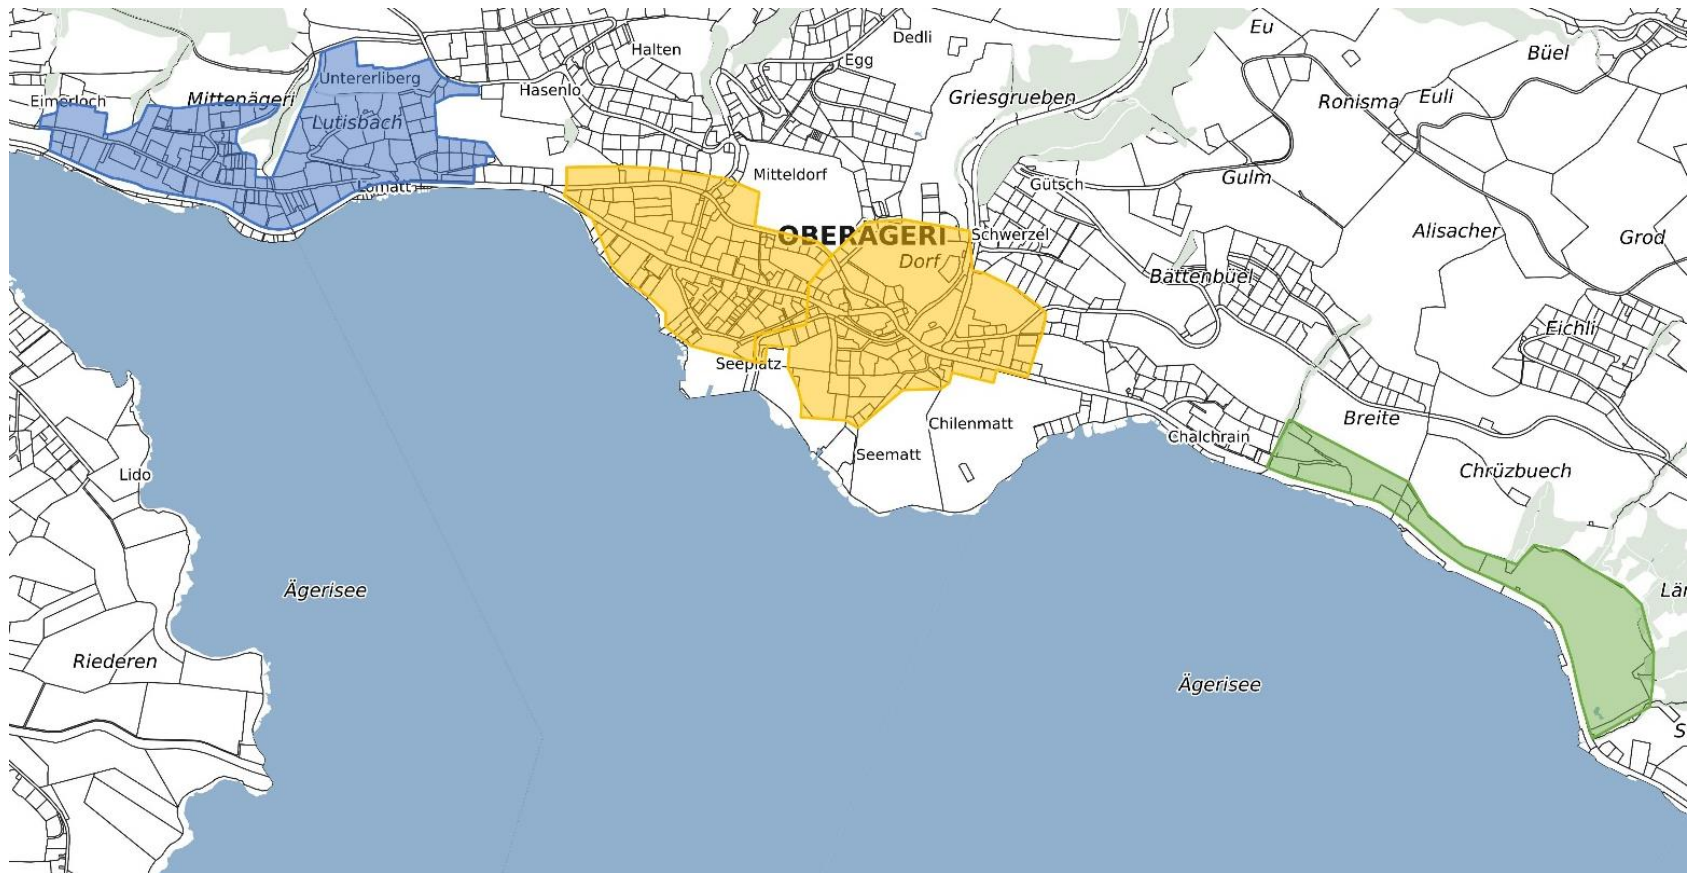 Eu
Dedli
Halten
Büel
Egg
Untererliberg
Hasenlo
Griesgrueben
Euli
Eimerloch
Mittenägeri
Ronisma
Lutisbach
Mitteldorf
Gulm
Gütsch
Lomatt
OBERÄGERI
Schwerzel
Alisacher
Grod
Dorf
Bättenbüel
Eichli
Seeplatz
Breite
Chilenmatt
Chalchrain
Seematt
Chrüzbuech
Lido
Ägerisee
Riederen
Ägerisee